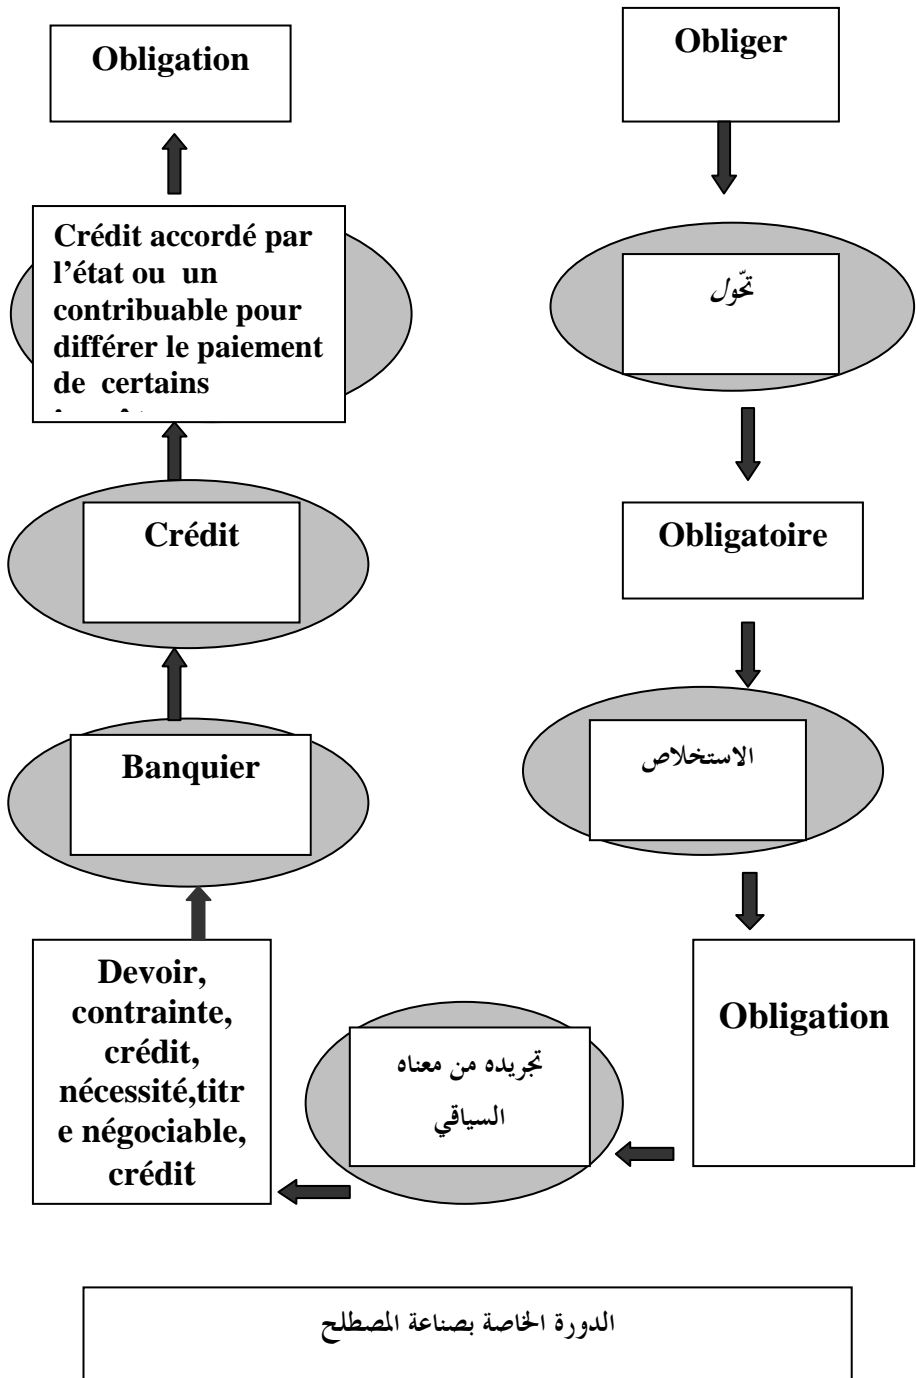 Obliger
تحّول
Obligatoire
الاستخلاص
Obligation
تجريده من معناه
السياقي
Devoir,
contrainte,
crédit,
nécessité,titr
e négociable,
crédit
Banquier
Crédit
Crédit accordé par
l’état ou un
contribuable pour
différer le paiement
de certains
Obligation
الدورة الخاصة بصناعة المصطلح